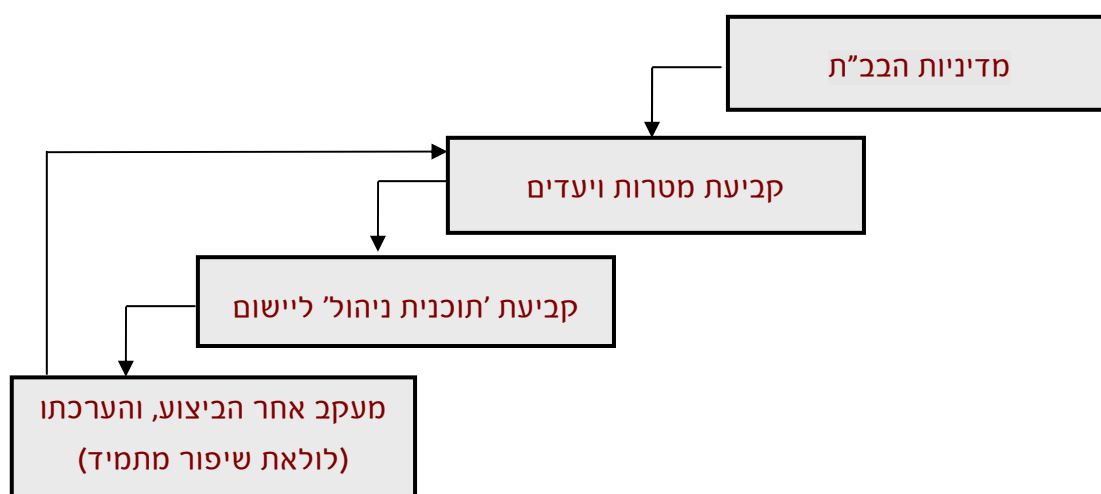 מדיניות הבב״ת
קביעת מטרות ויעדים
קביעת ׳תוכנית ניהול׳ ליישום
מעקב אחר הביצוע, והערכתו
(לולאת שיפור מתמיד)